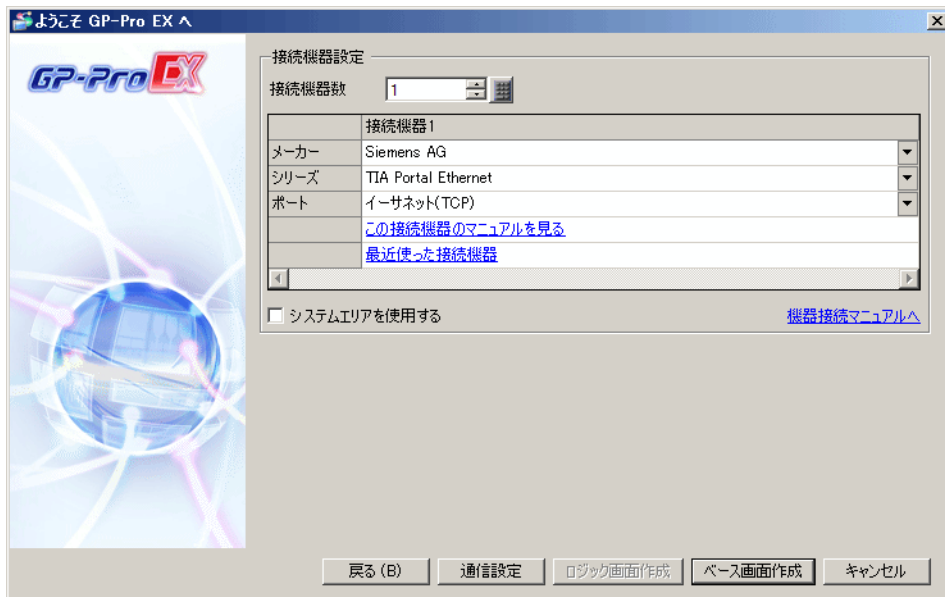 ようこそ GP-Pro EX へ
GP-Pro EX
接続機器設定
接続機器数 1
接続機器1
メーカー Siemens AG
シリーズ TIA Portal Ethernet
ポート イーサネット(TCP)
この接続機器のマニュアルを見る
最近使った接続機器
システムエリアを使用する 機器接続マニュアルへ
戻る(B) 通信設定 ロジック画面作成 ベース画面作成 キャンセル